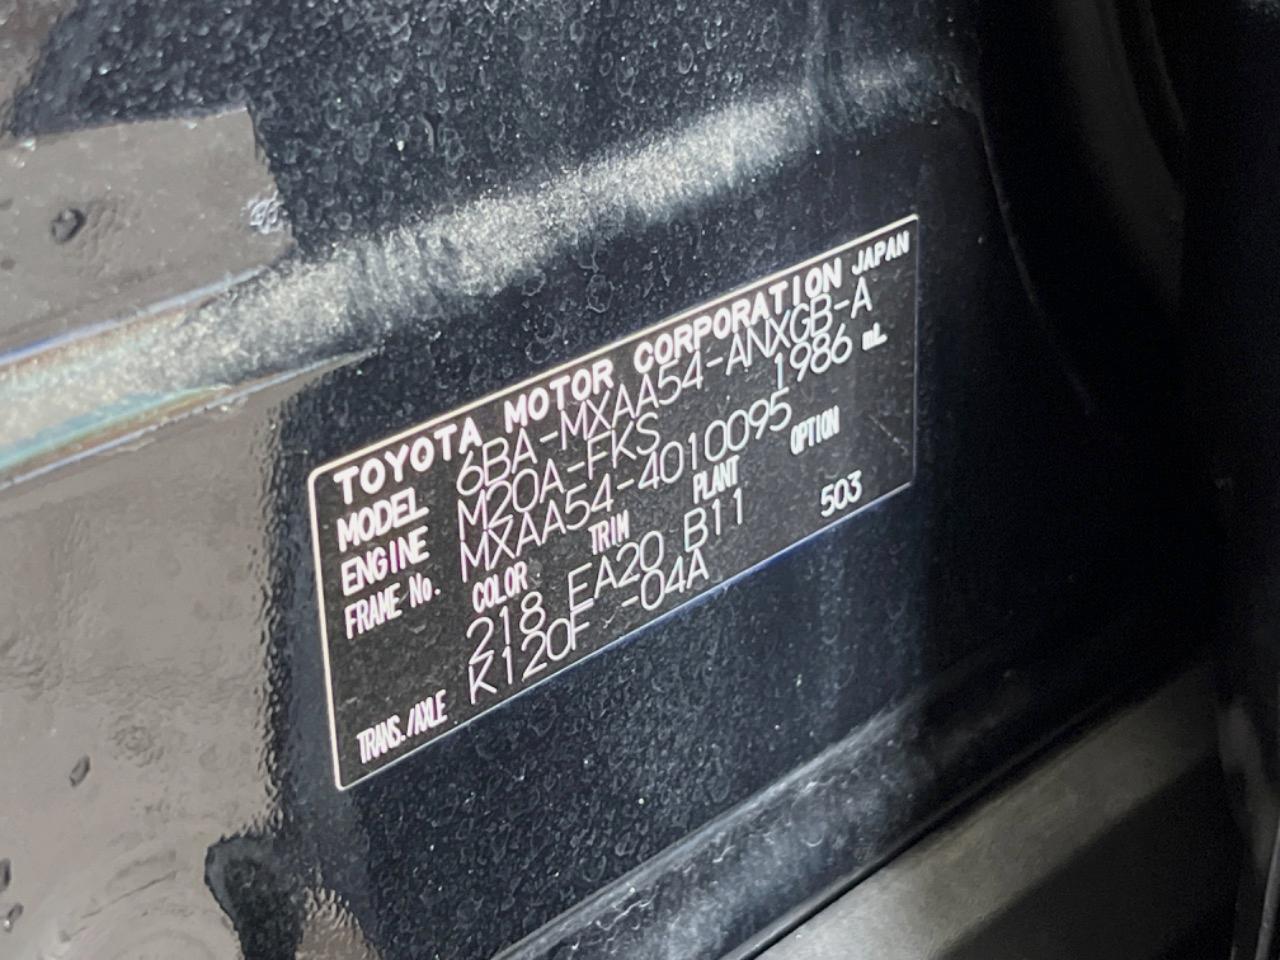 TOYOTA MOTOR CORPORATION JAPAN
MODEL 6BA-MXAA54-ANXGB-A
ENGINE M20A-FKS 1986 mL
FRAME No. MXAA54-4010095
COLOR TRIM PLANT OPTION
218 EA20 B11 503
TRANS./AXLE K120F -04A